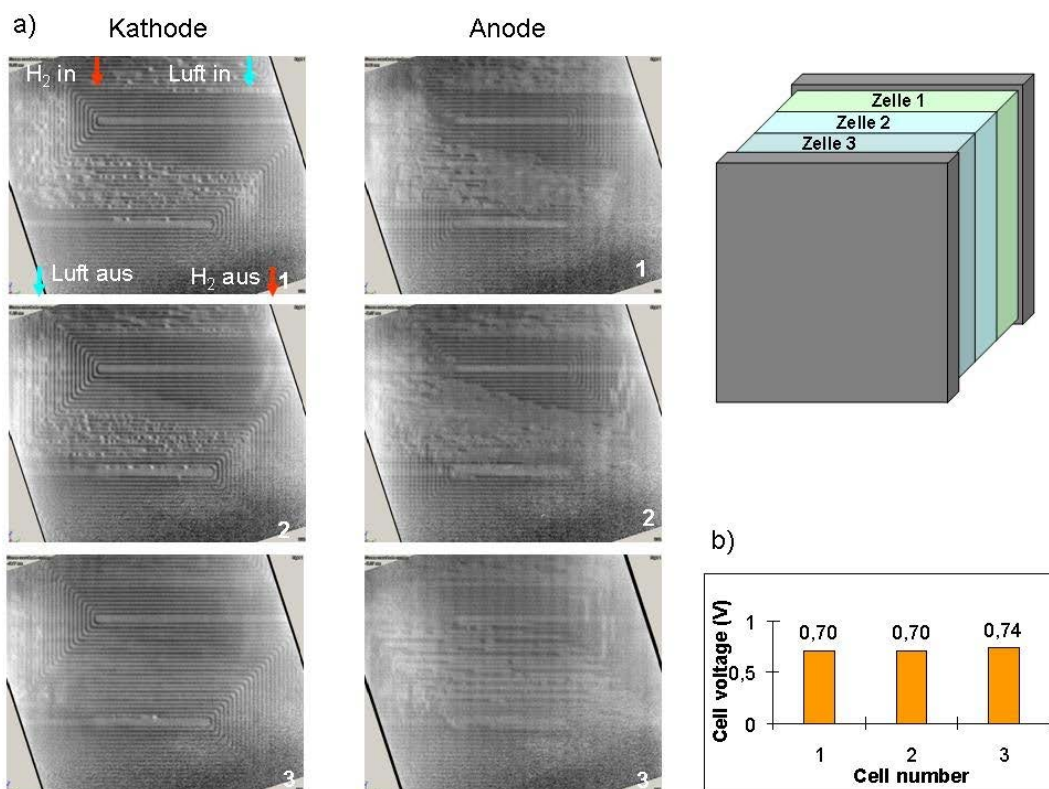 a)
Kathode
Anode
H₂ in
Luft in
Luft aus
H₂ aus
1
1
2
2
3
3
Zelle 1
Zelle 2
Zelle 3
b)
Cell voltage (V)
1
0,5
0
0,70
0,70
0,74
1
2
3
Cell number